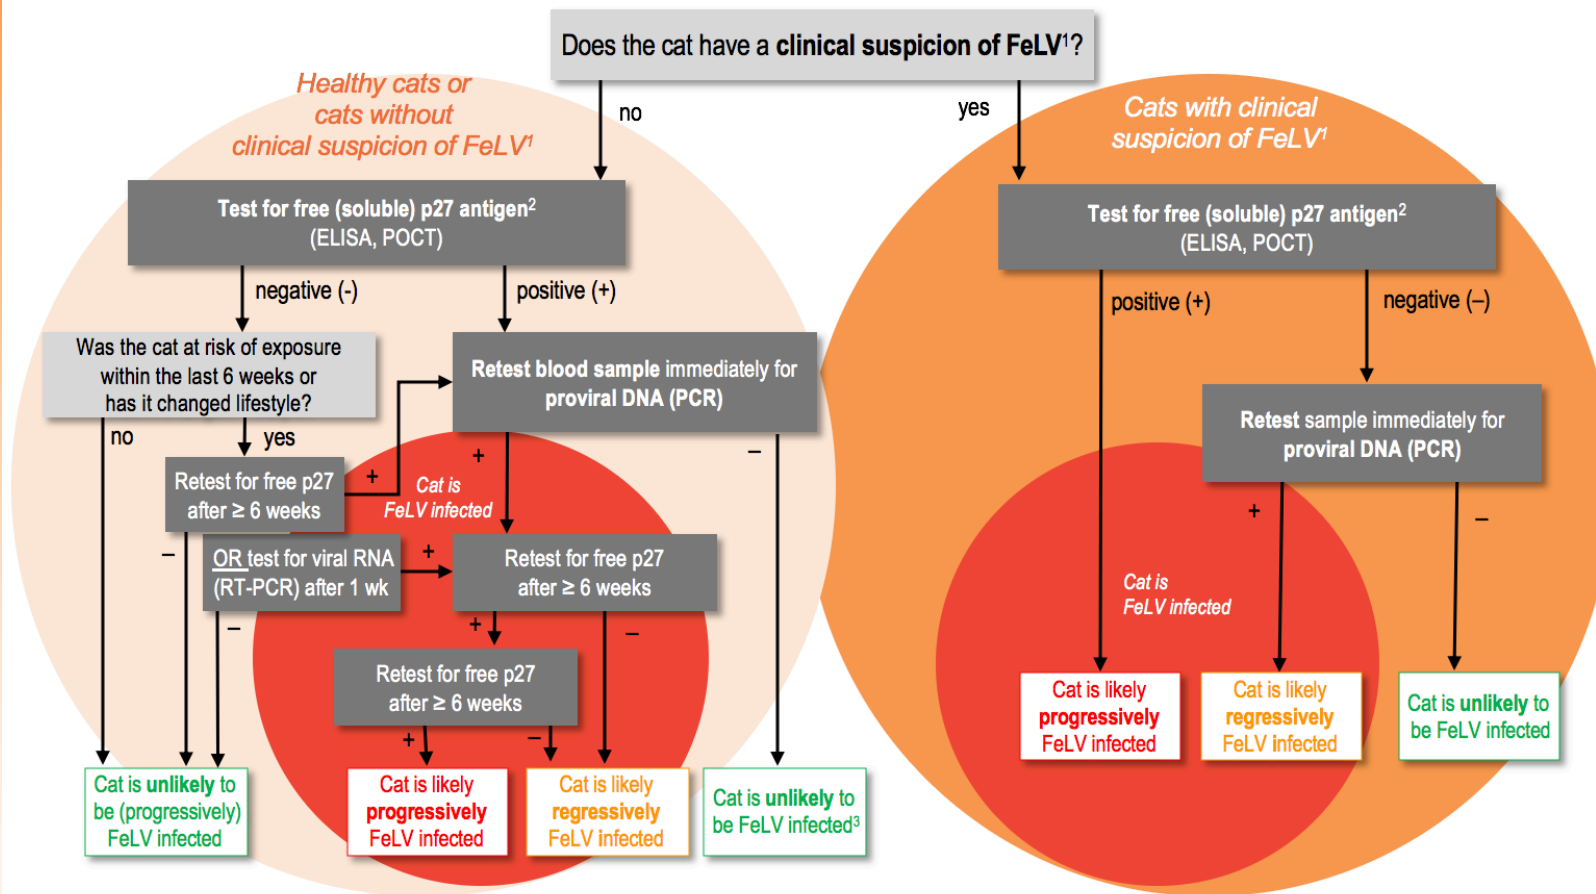 Does the cat have a clinical suspicion of FeLV¹?
Healthy cats or
cats without
clinical suspicion of FeLV¹
no
yes
Cats with clinical
suspicion of FeLV¹
Test for free (soluble) p27 antigen²
(ELISA, POCT)
negative (-)
positive (+)
Was the cat at risk of exposure
within the last 6 weeks or
has it changed lifestyle?
no
yes
Retest blood sample immediately for
proviral DNA (PCR)
+
–
Retest for free p27
after ≥ 6 weeks
+
–
Cat is
FeLV infected
OR test for viral RNA
(RT-PCR) after 1 wk
+
–
Retest for free p27
after ≥ 6 weeks
+
–
Retest for free p27
after ≥ 6 weeks
+
–
Cat is unlikely to
be (progressively)
FeLV infected
Cat is likely
progressively
FeLV infected
Cat is likely
regressively
FeLV infected
Cat is unlikely to
be FeLV infected³
Test for free (soluble) p27 antigen²
(ELISA, POCT)
positive (+)
negative (–)
Retest sample immediately for
proviral DNA (PCR)
+
–
Cat is
FeLV infected
Cat is likely
progressively
FeLV infected
Cat is likely
regressively
FeLV infected
Cat is unlikely to
be FeLV infected